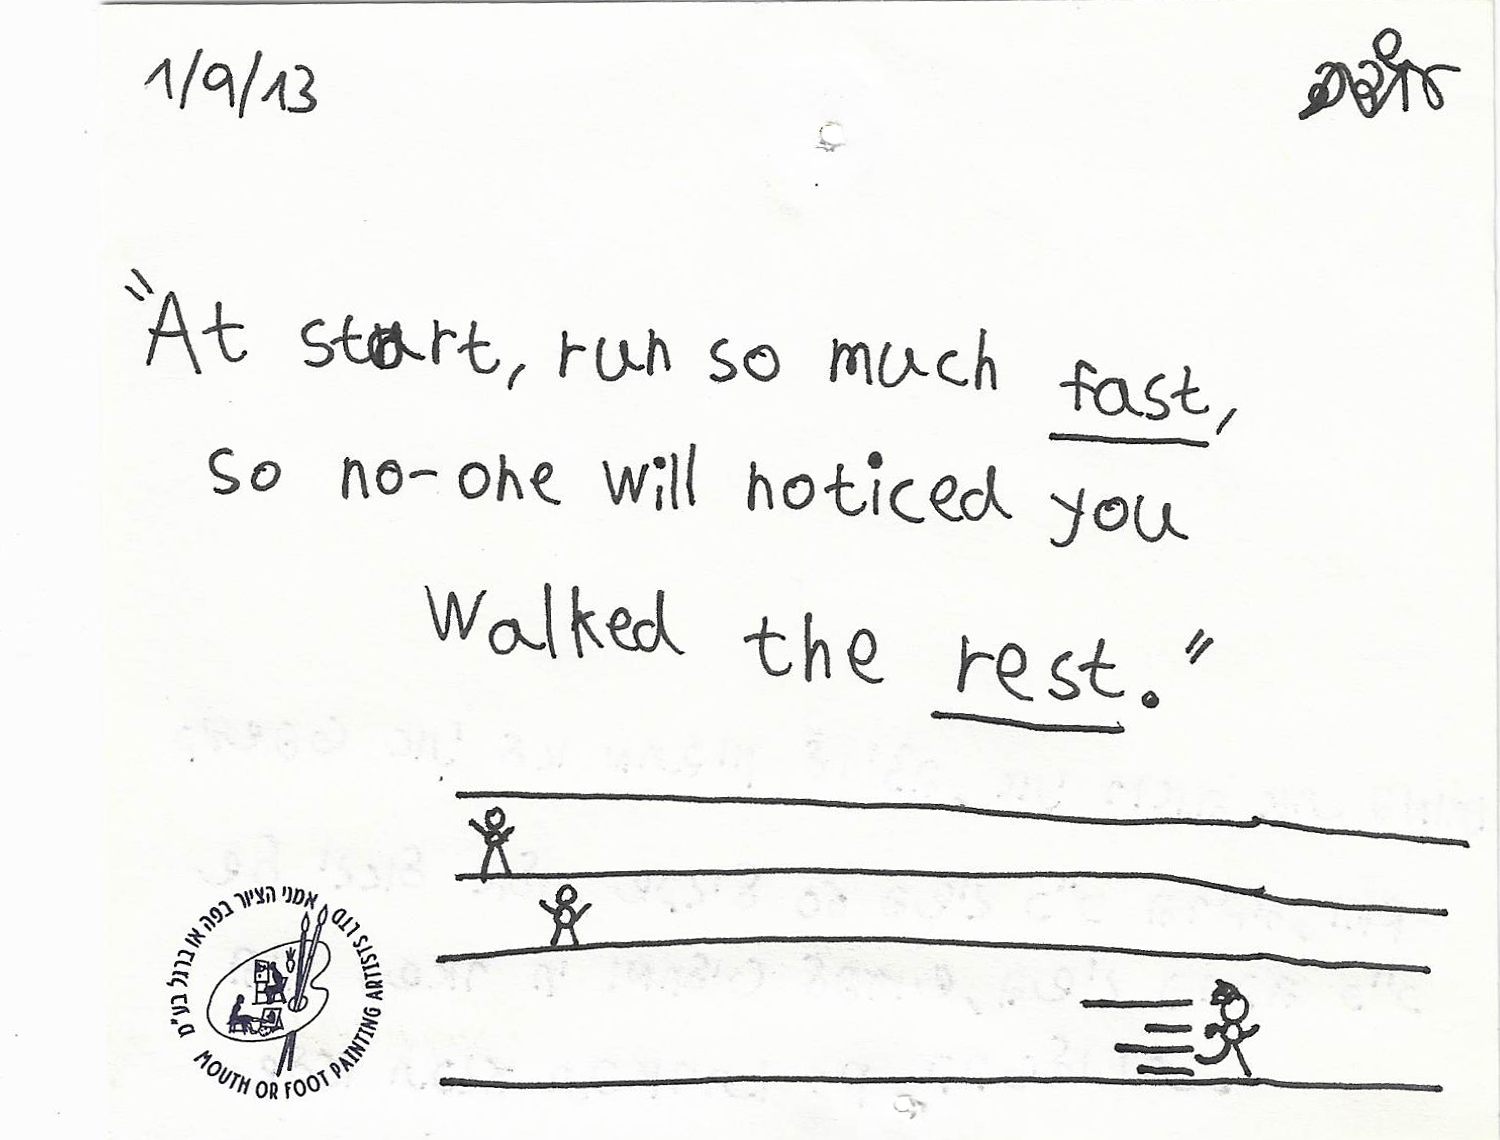 1/9/13
"At start, run so much fast,
so no-one will noticed you
Walked the rest."
אמני הציור בפה או ברגל בע"מ
MOUTH OR FOOT PAINTING ARTISTS LTD